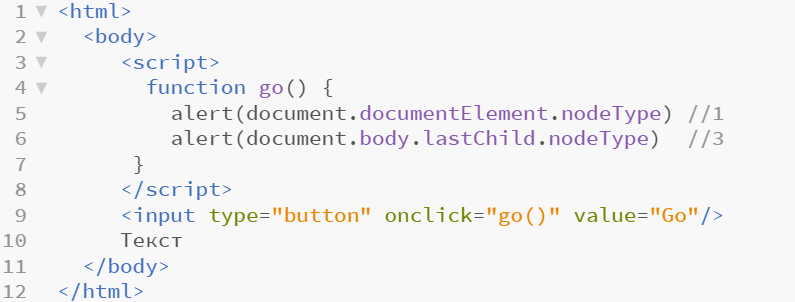 1 ▼ <html>
2 ▼   <body>
3 ▼      <script>
4 ▼        function go() {
5            alert(document.documentElement.nodeType) //1
6            alert(document.body.lastChild.nodeType)  //3
7         }
8        </script>
9        <input type="button" onclick="go()" value="Go"/>
10       Текст
11    </body>
12  </html>